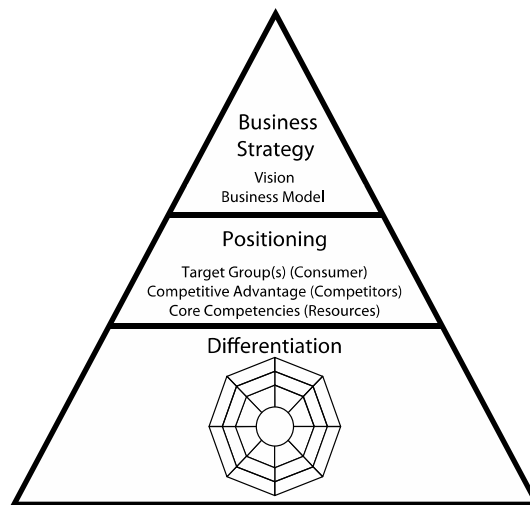 Business
Strategy
Vision
Business Model
Positioning
Target Group(s) (Consumer)
Competitive Advantage (Competitors)
Core Competencies (Resources)
Differentiation